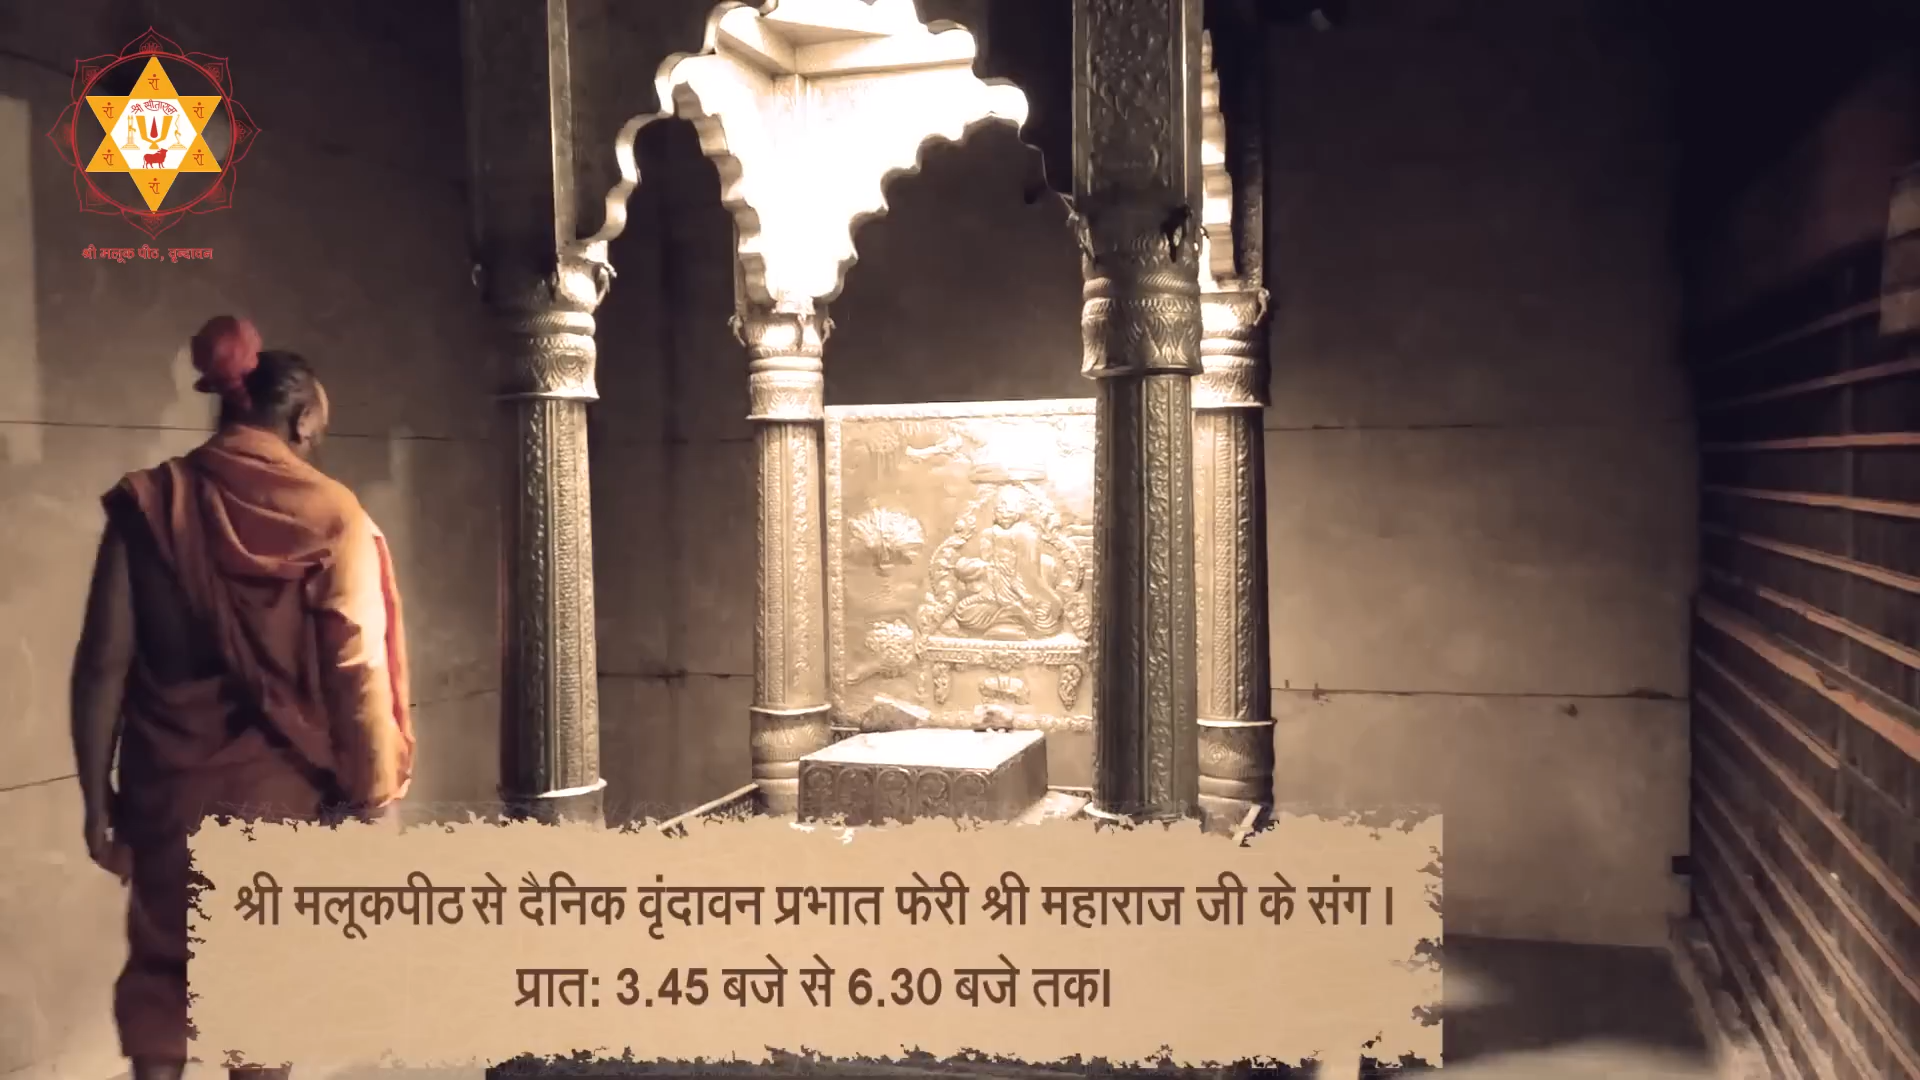 रां
रां श्री सीताराम रां
रां रां
रां
श्री मलूक पीठ, वृन्दावन
श्री मलूकपीठ से दैनिक वृंदावन प्रभात फेरी श्री महाराज जी के संग।
प्रात: 3.45 बजे से 6.30 बजे तक।